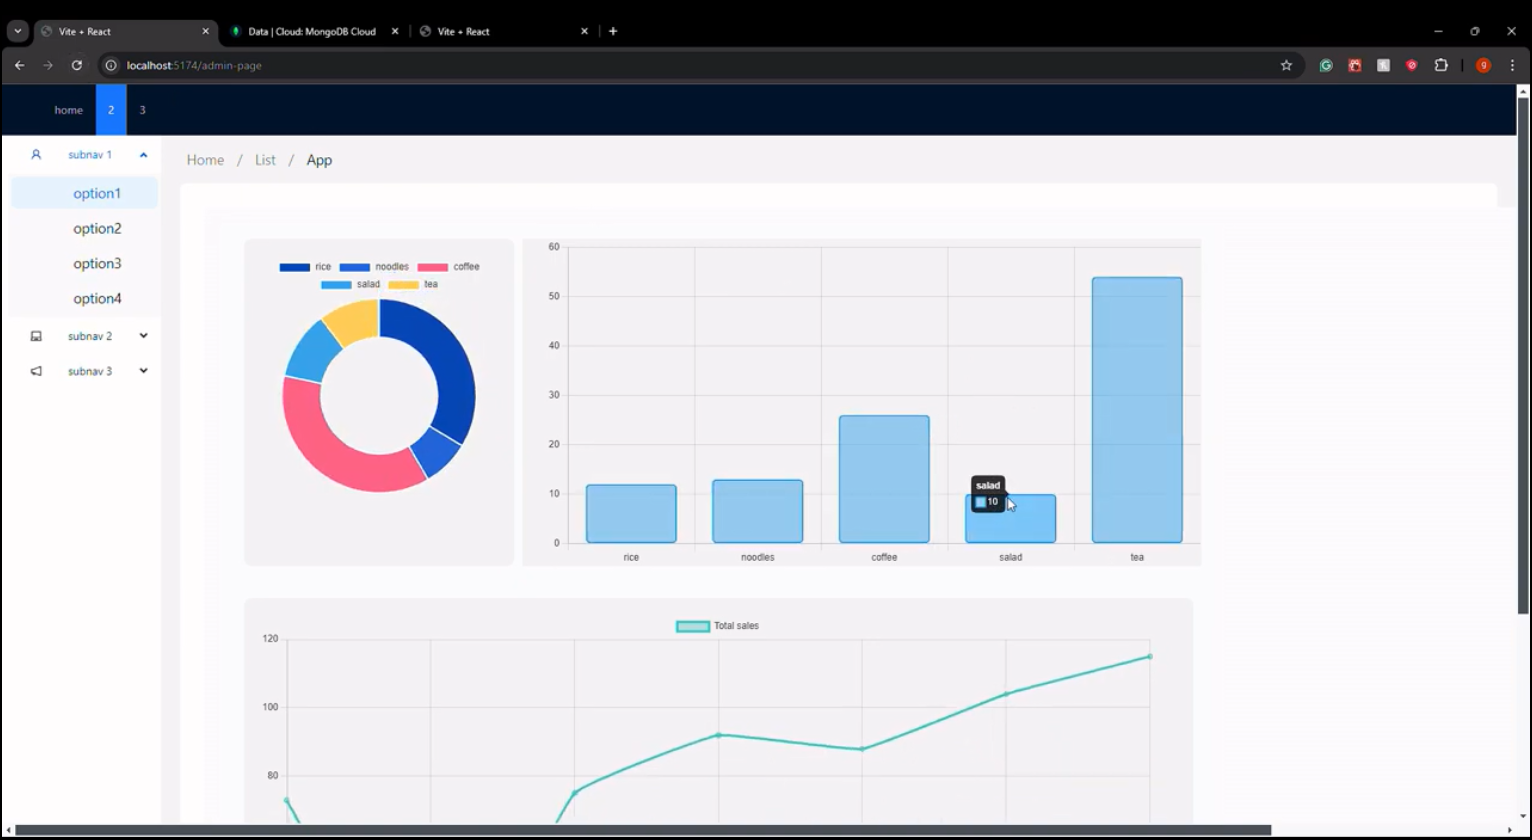 Vite + React
Data | Cloud: MongoDB Cloud
Vite + React
localhost:5174/admin-page
g
home
2
3
subnav 1
option1
option2
option3
option4
subnav 2
subnav 3
Home / List / App
rice noodles coffee
salad tea
60
50
40
30
20
10
0
salad
10
rice noodles coffee salad tea
Total sales
120
100
80